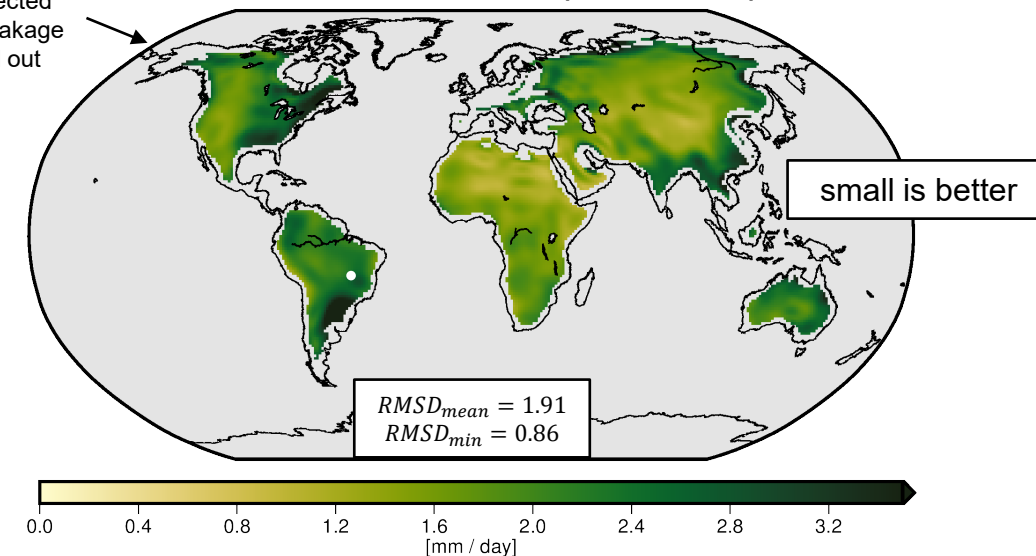 akage
out
small is better
RMSD_mean = 1.91
RMSD_min = 0.86
0.0 0.4 0.8 1.2 1.6 2.0 2.4 2.8 3.2
[mm / day]